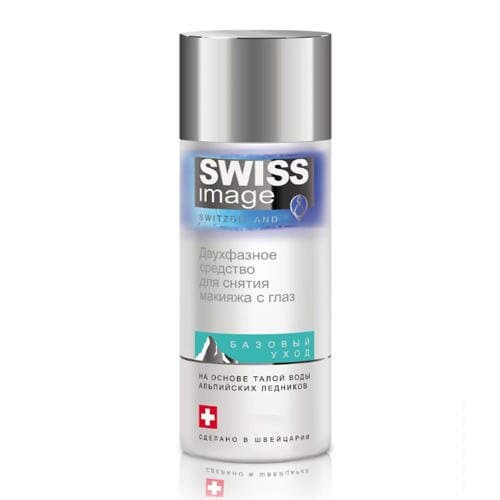 SWISS
image
SWITZERLAND
Двухфазное
средство
для снятия
макияжа с глаз
БАЗОВЫЙ
УХОД
НА ОСНОВЕ ТАЛОЙ ВОДЫ
АЛЬПИЙСКИХ ЛЕДНИКОВ
СДЕЛАНО В ШВЕЙЦАРИИ